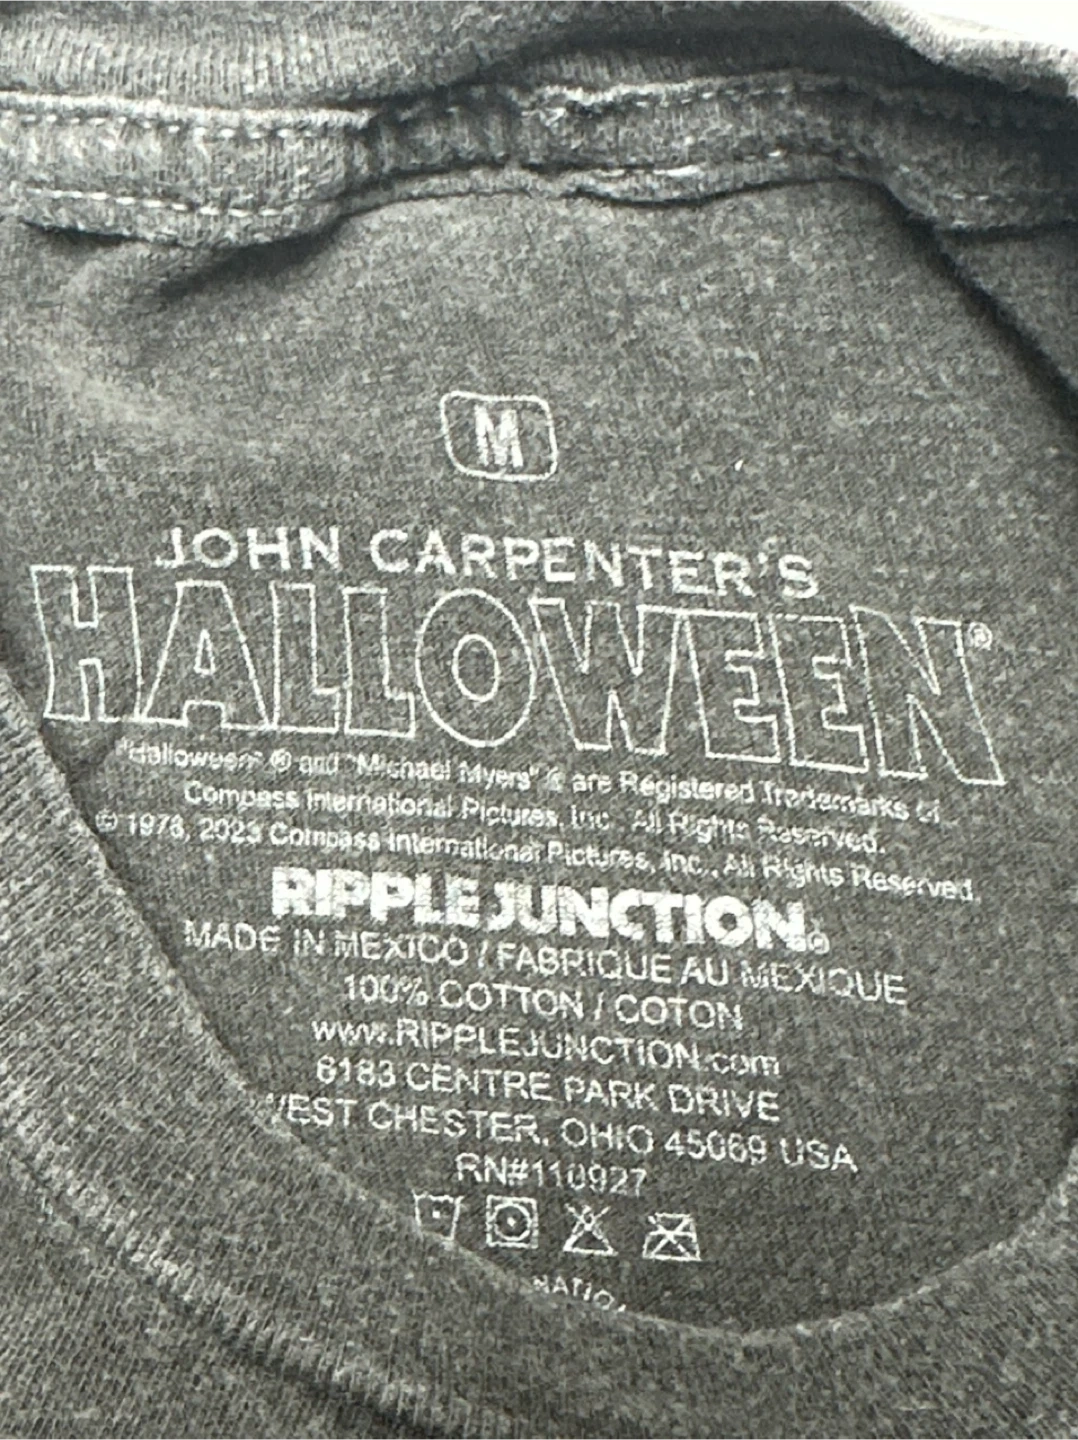 M
JOHN CARPENTER'S
HALLOWEEN®
"Halloween" ® and "Michael Myers" ® are Registered Trademarks of
Compass International Pictures, Inc. All Rights Reserved.
© 1978, 2023 Compass International Pictures, Inc., All Rights Reserved.
RIPPLE JUNCTION®
MADE IN MEXICO / FABRIQUE AU MEXIQUE
100% COTTON / COTON
www.RIPPLEJUNCTION.com
8183 CENTRE PARK DRIVE
WEST CHESTER, OHIO 45069 USA
RN#110927